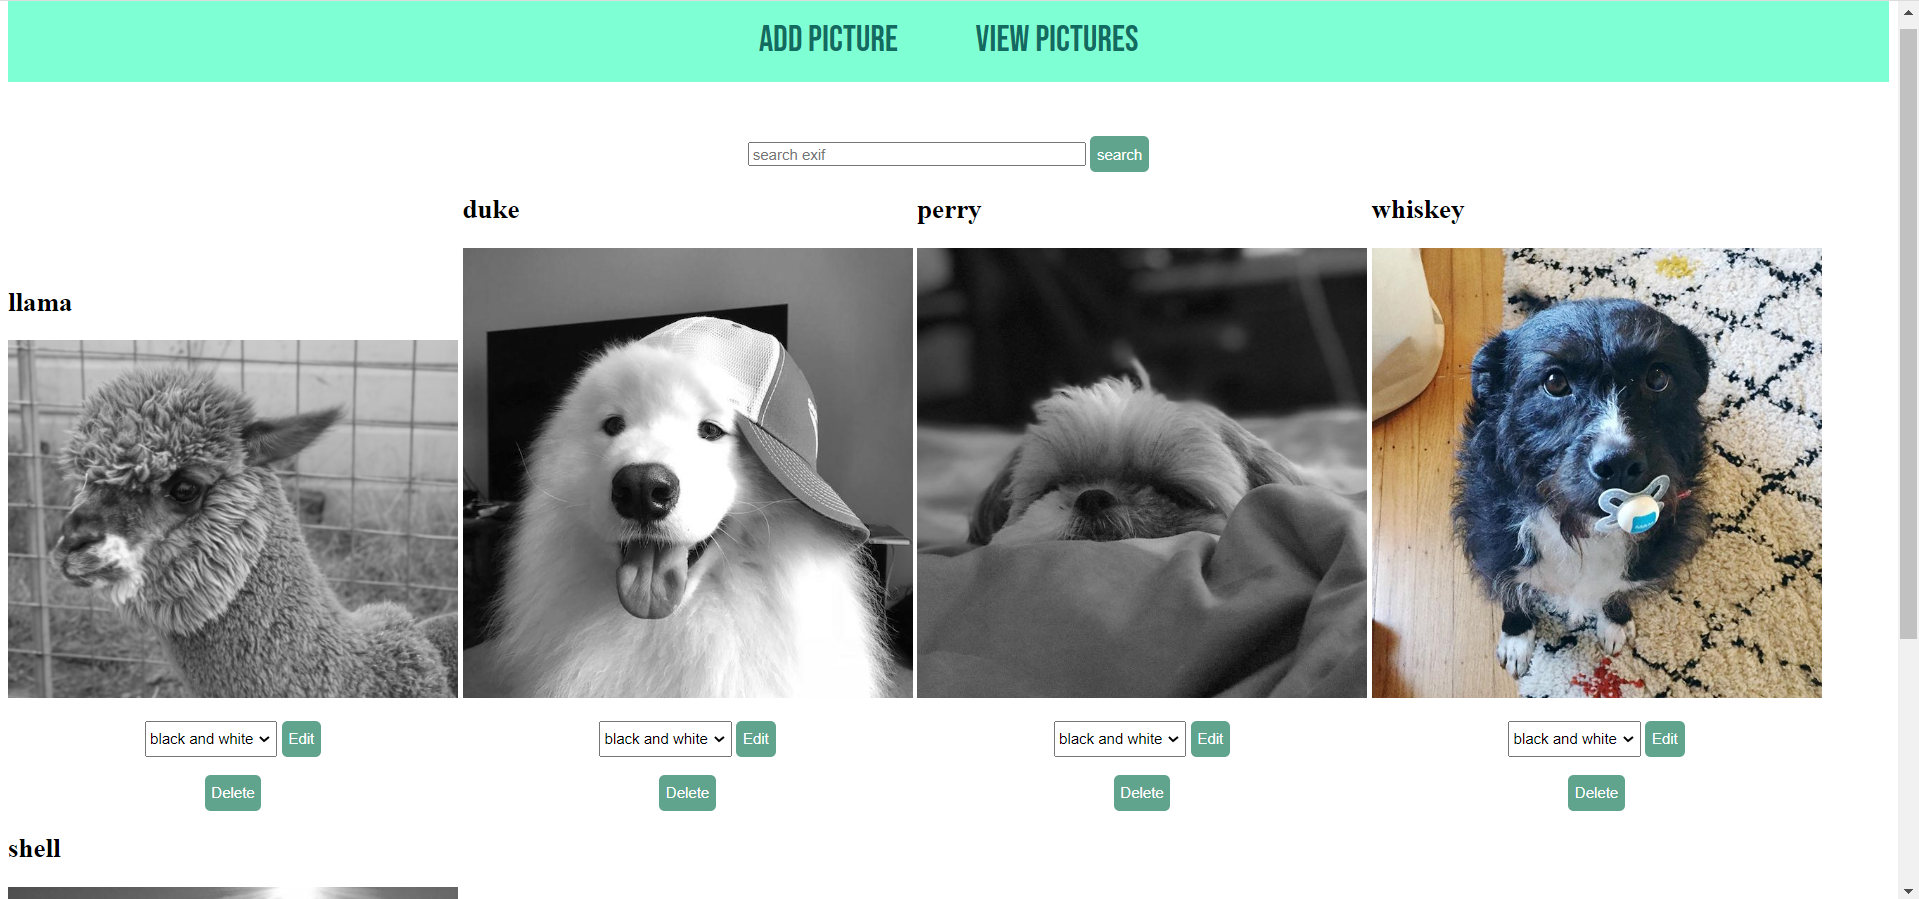 ADD PICTURE VIEW PICTURES
search exif search
duke perry whiskey
llama
black and white Edit black and white Edit black and white Edit black and white Edit
Delete Delete Delete Delete
shell